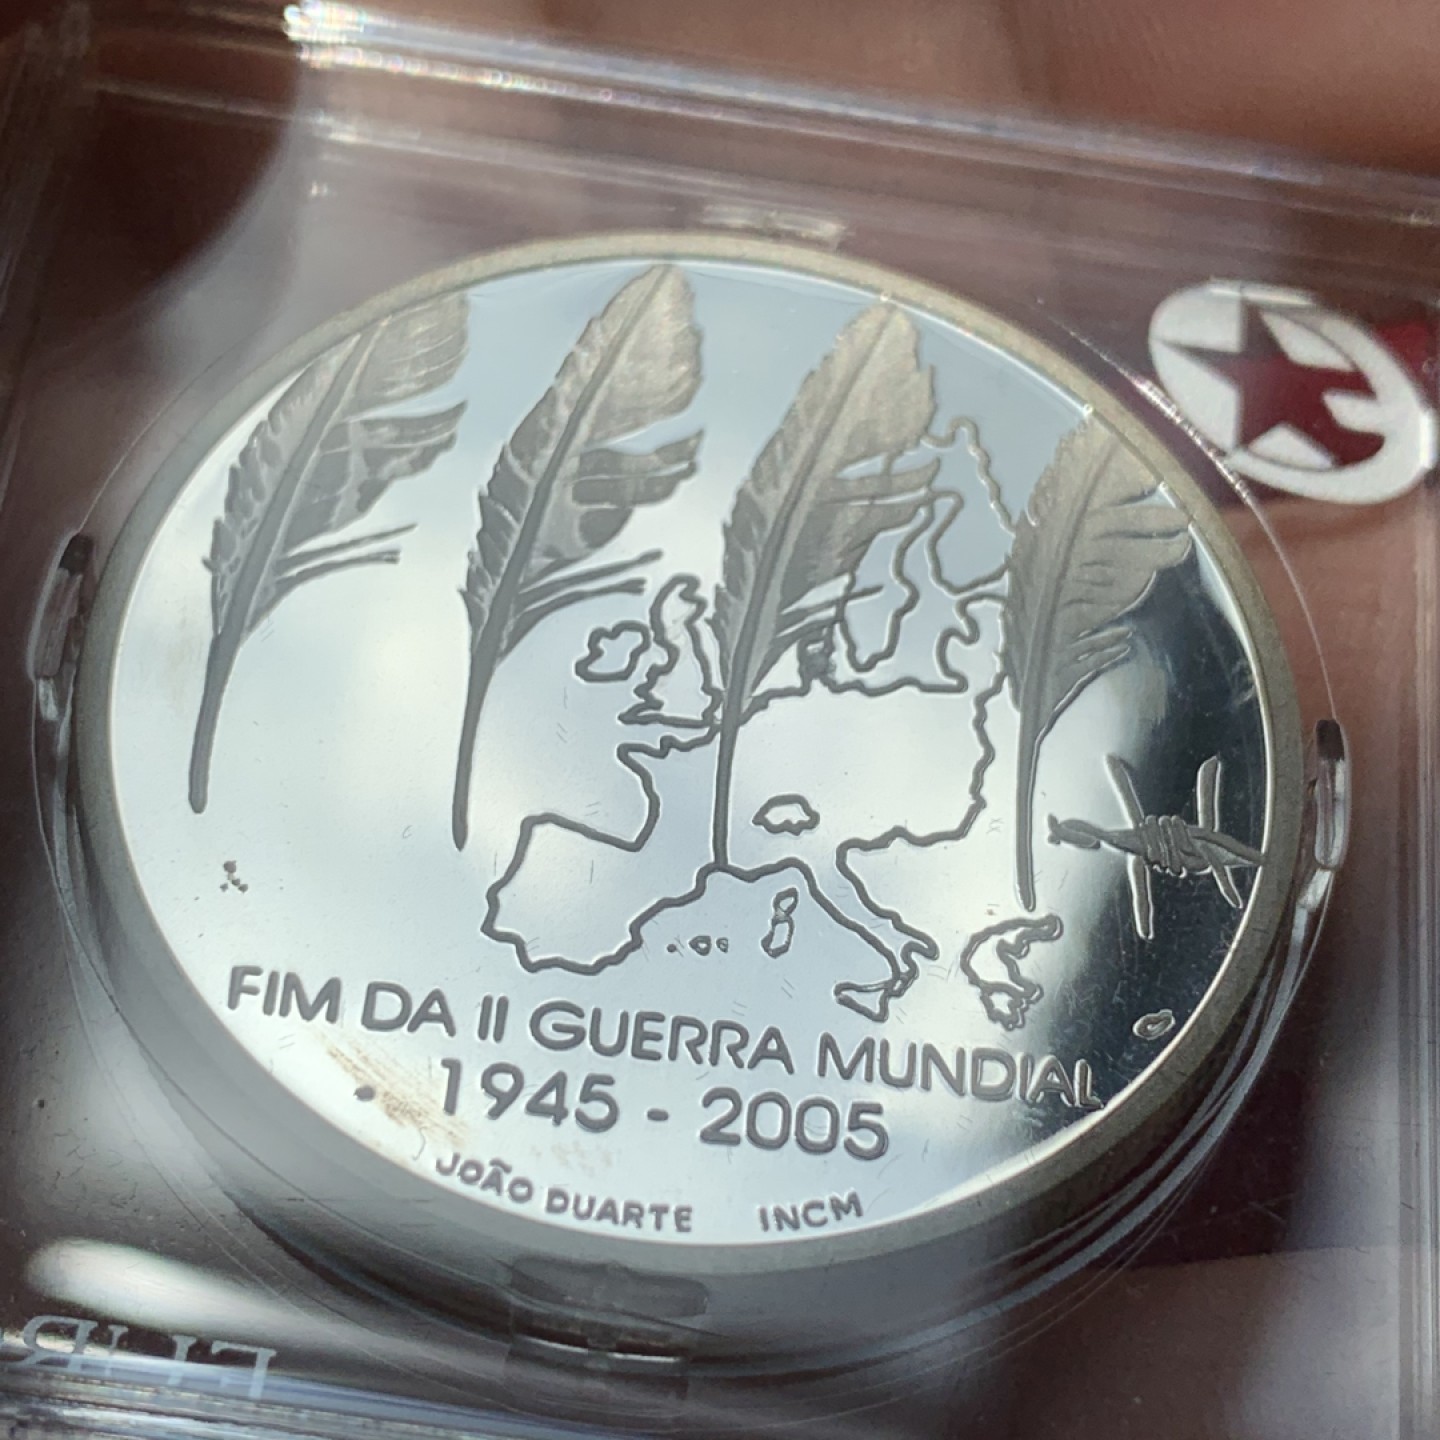 FIM DA II GUERRA MUNDIAL
1945 - 2005
JOÃO DUARTE INCM